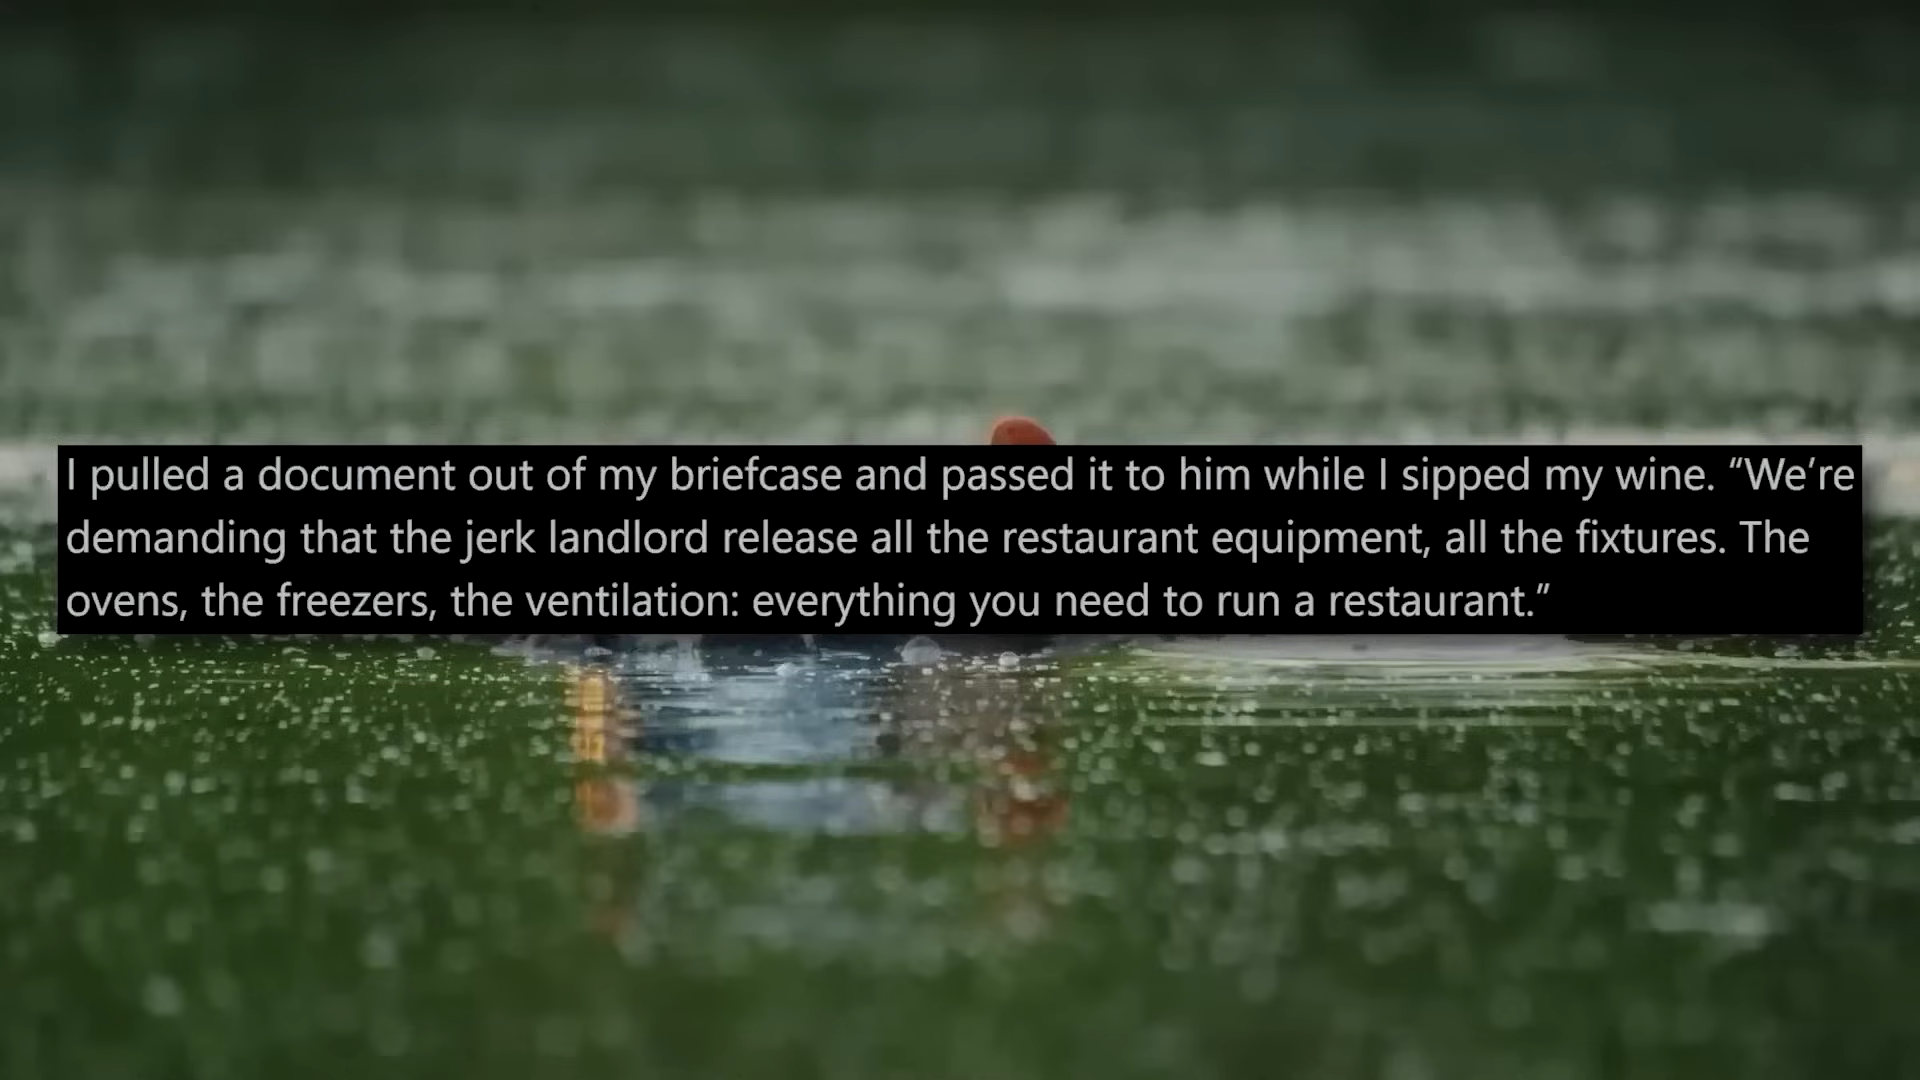 I pulled a document out of my briefcase and passed it to him while I sipped my wine. “We’re
demanding that the jerk landlord release all the restaurant equipment, all the fixtures. The
ovens, the freezers, the ventilation: everything you need to run a restaurant.”